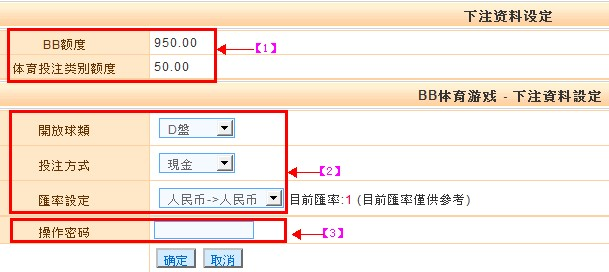 下注资料设定
BB额度 950.00 【1】
体育投注类别额度 50.00
BB体育游戏 - 下注資料設定
開放球類 D盤
投注方式 現金 【2】
匯率設定 人民币->人民币 目前匯率:1 (目前匯率僅供參考)
操作密码 【3】
确定 取消